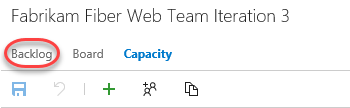 Fabrikam Fiber Web Team Iteration 3
Backlog Board Capacity